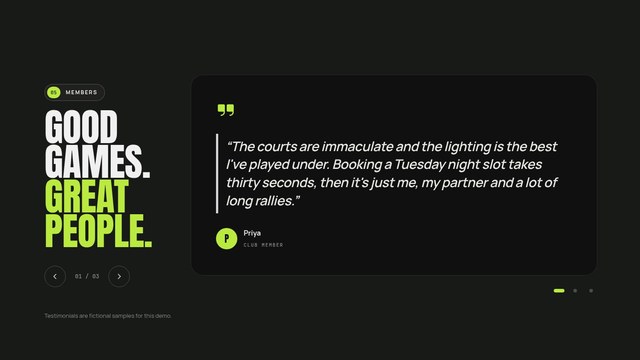 05 MEMBERS
GOOD
GAMES.
GREAT
PEOPLE.
01 / 03
Testimonials are fictional samples for this demo.
“The courts are immaculate and the lighting is the best
I've played under. Booking a Tuesday night slot takes
thirty seconds, then it's just me, my partner and a lot of
long rallies.”
P
Priya
CLUB MEMBER